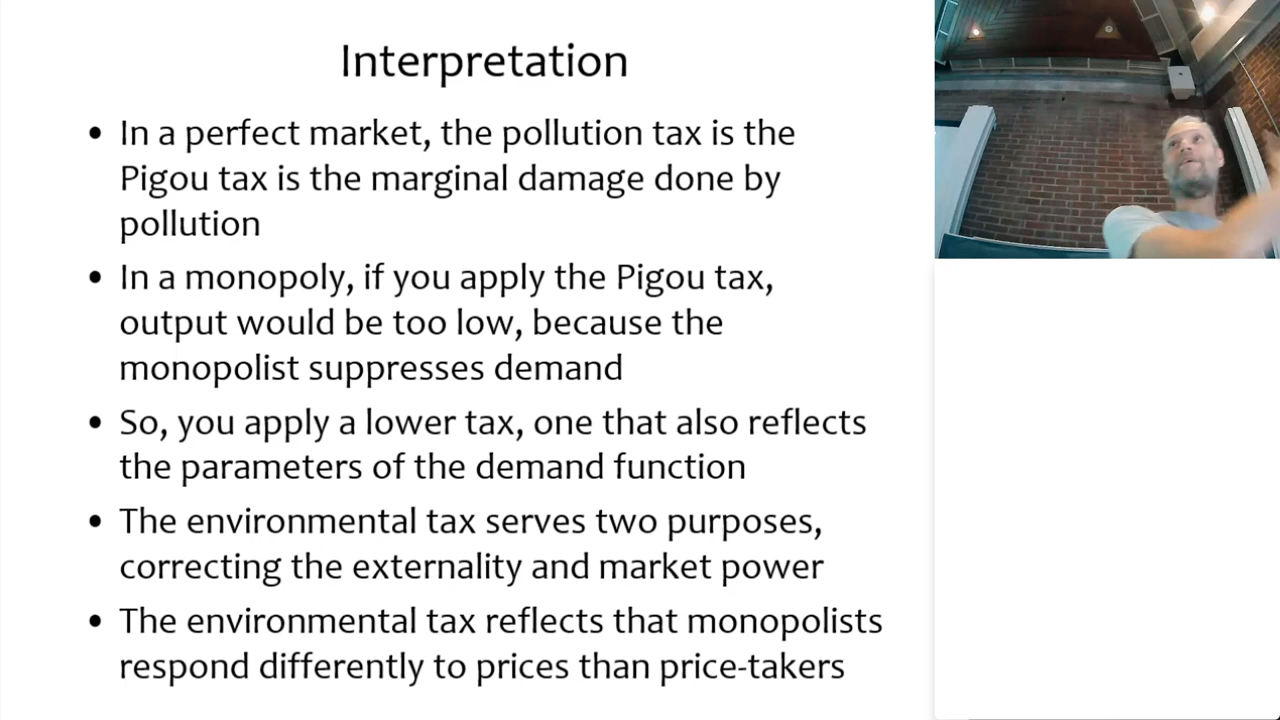 Interpretation
• In a perfect market, the pollution tax is the
Pigou tax is the marginal damage done by
pollution
• In a monopoly, if you apply the Pigou tax,
output would be too low, because the
monopolist suppresses demand
• So, you apply a lower tax, one that also reflects
the parameters of the demand function
• The environmental tax serves two purposes,
correcting the externality and market power
• The environmental tax reflects that monopolists
respond differently to prices than price-takers